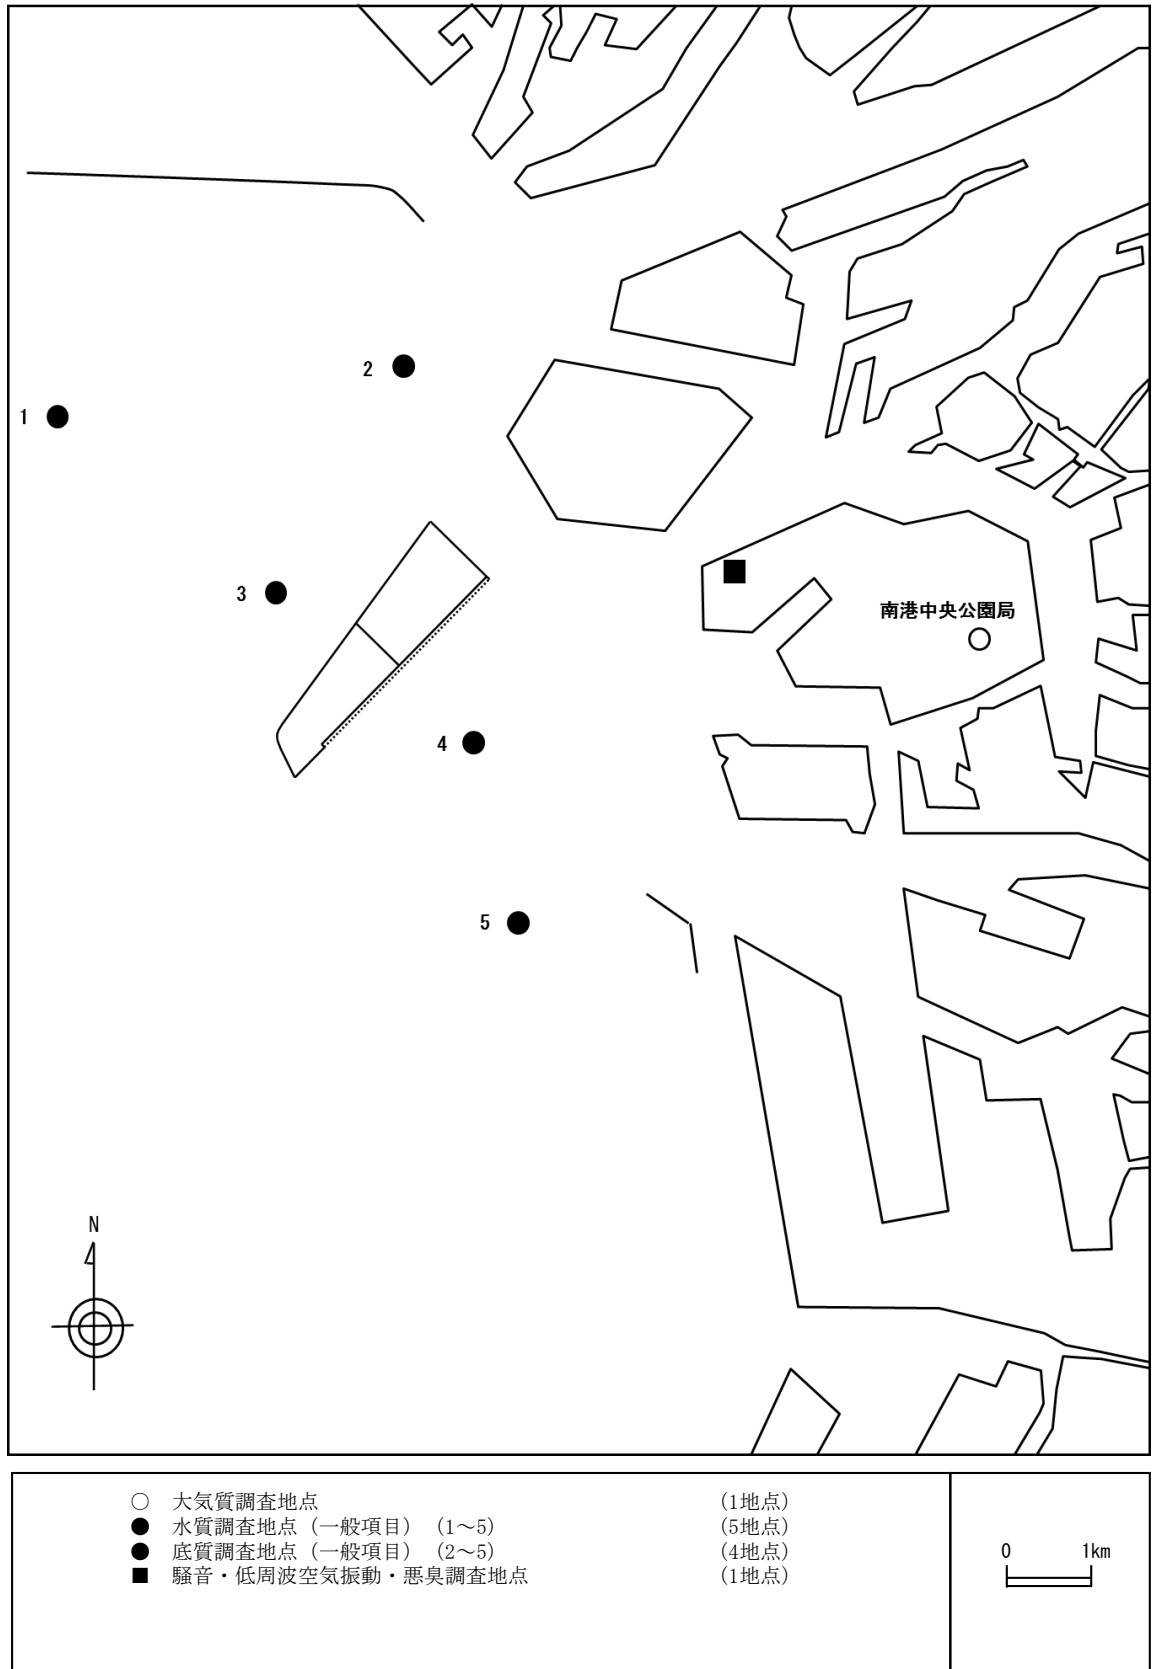 2
1
3
南港中央公園局
4
5
N
○ 大気質調査地点 (1地点)
● 水質調査地点（一般項目）（1～5） (5地点)
● 底質調査地点（一般項目）（2～5） (4地点)
■ 騒音・低周波空気振動・悪臭調査地点 (1地点)
0 1km